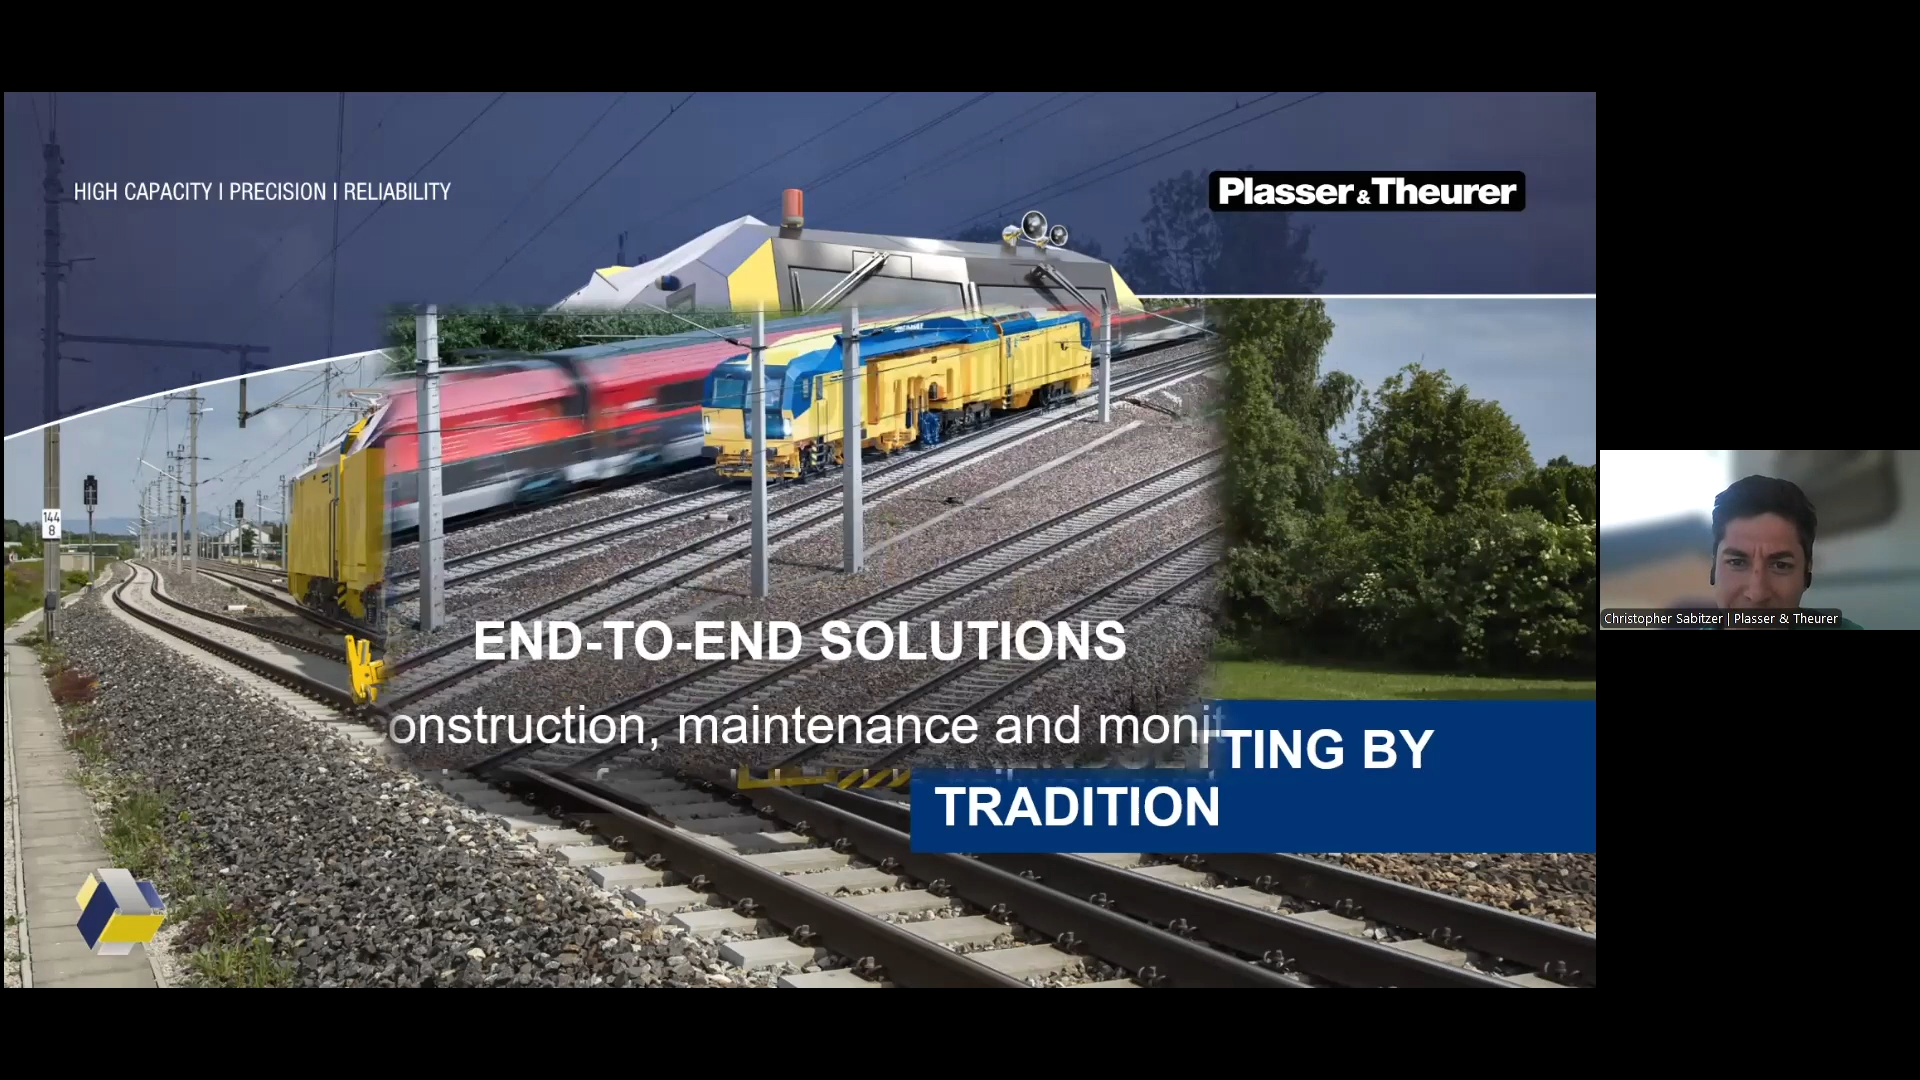 HIGH CAPACITY I PRECISION I RELIABILITY
Plasser & Theurer
144
8
END-TO-END SOLUTIONS
onstruction, maintenance and monit
TING BY
TRADITION
Christopher Sabitzer | Plasser & Theurer